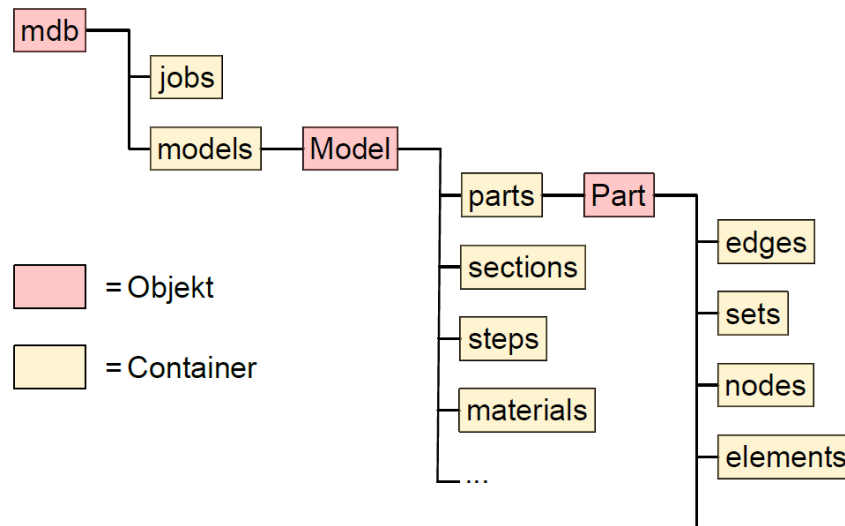 mdb
jobs
models
Model
parts
Part
edges
sections
= Objekt
sets
steps
= Container
nodes
materials
elements
...